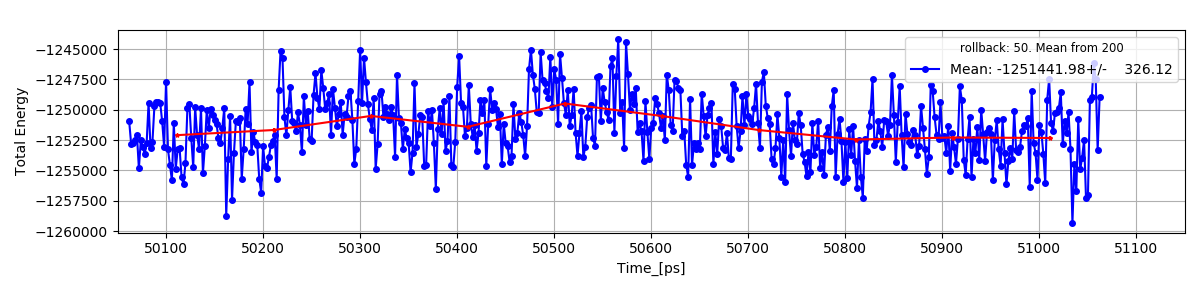 Total Energy
−1245000
−1247500
−1250000
−1252500
−1255000
−1257500
−1260000
rollback: 50. Mean from 200
Mean: -1251441.98+/- 326.12
50100 50200 50300 50400 50500 50600 50700 50800 50900 51000 51100
Time_[ps]